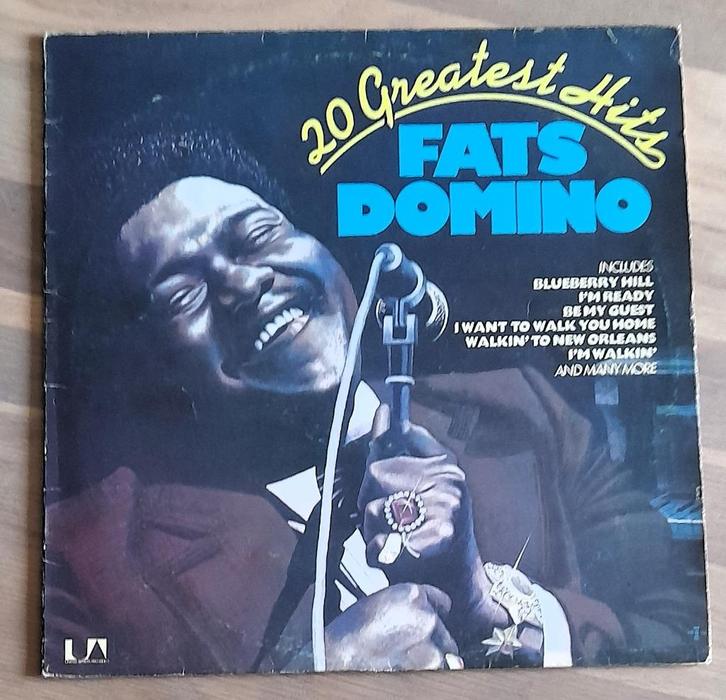 20 Greatest Hits
FATS
DOMINO
INCLUDES
BLUEBERRY HILL
I'M READY
BE MY GUEST
I WANT TO WALK YOU HOME
WALKIN' TO NEW ORLEANS
I'M WALKIN'
AND MANY MORE
UA